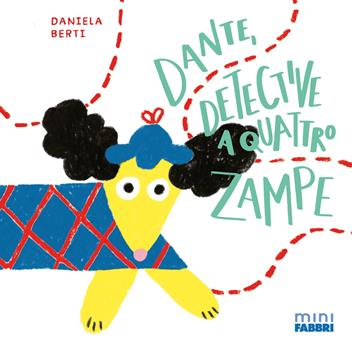 DANIELA
BERTI
DANTE,
DETECTIVE
A QUATTRO
ZAMPE
mini
FABBRI